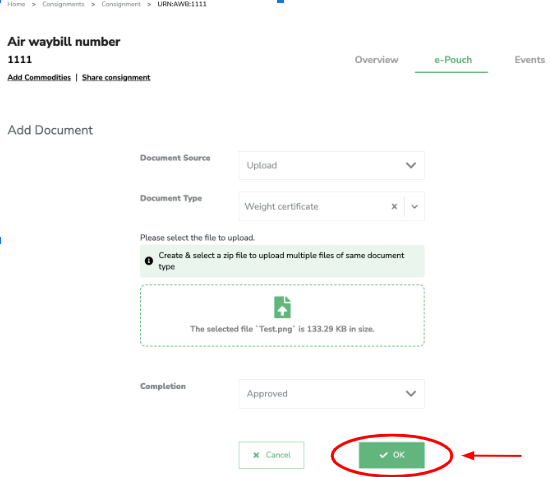 Home > Consignments > Consignment > URN:AWB:1111
Air waybill number
1111
Add Commodities | Share consignment
Overview
e-Pouch
Events
Add Document
Document Source
Upload
Document Type
Weight certificate
Please select the file to upload.
Create & select a zip file to upload multiple files of same document
type
The selected file `Test.png` is 133.29 KB in size.
Completion
Approved
Cancel
OK